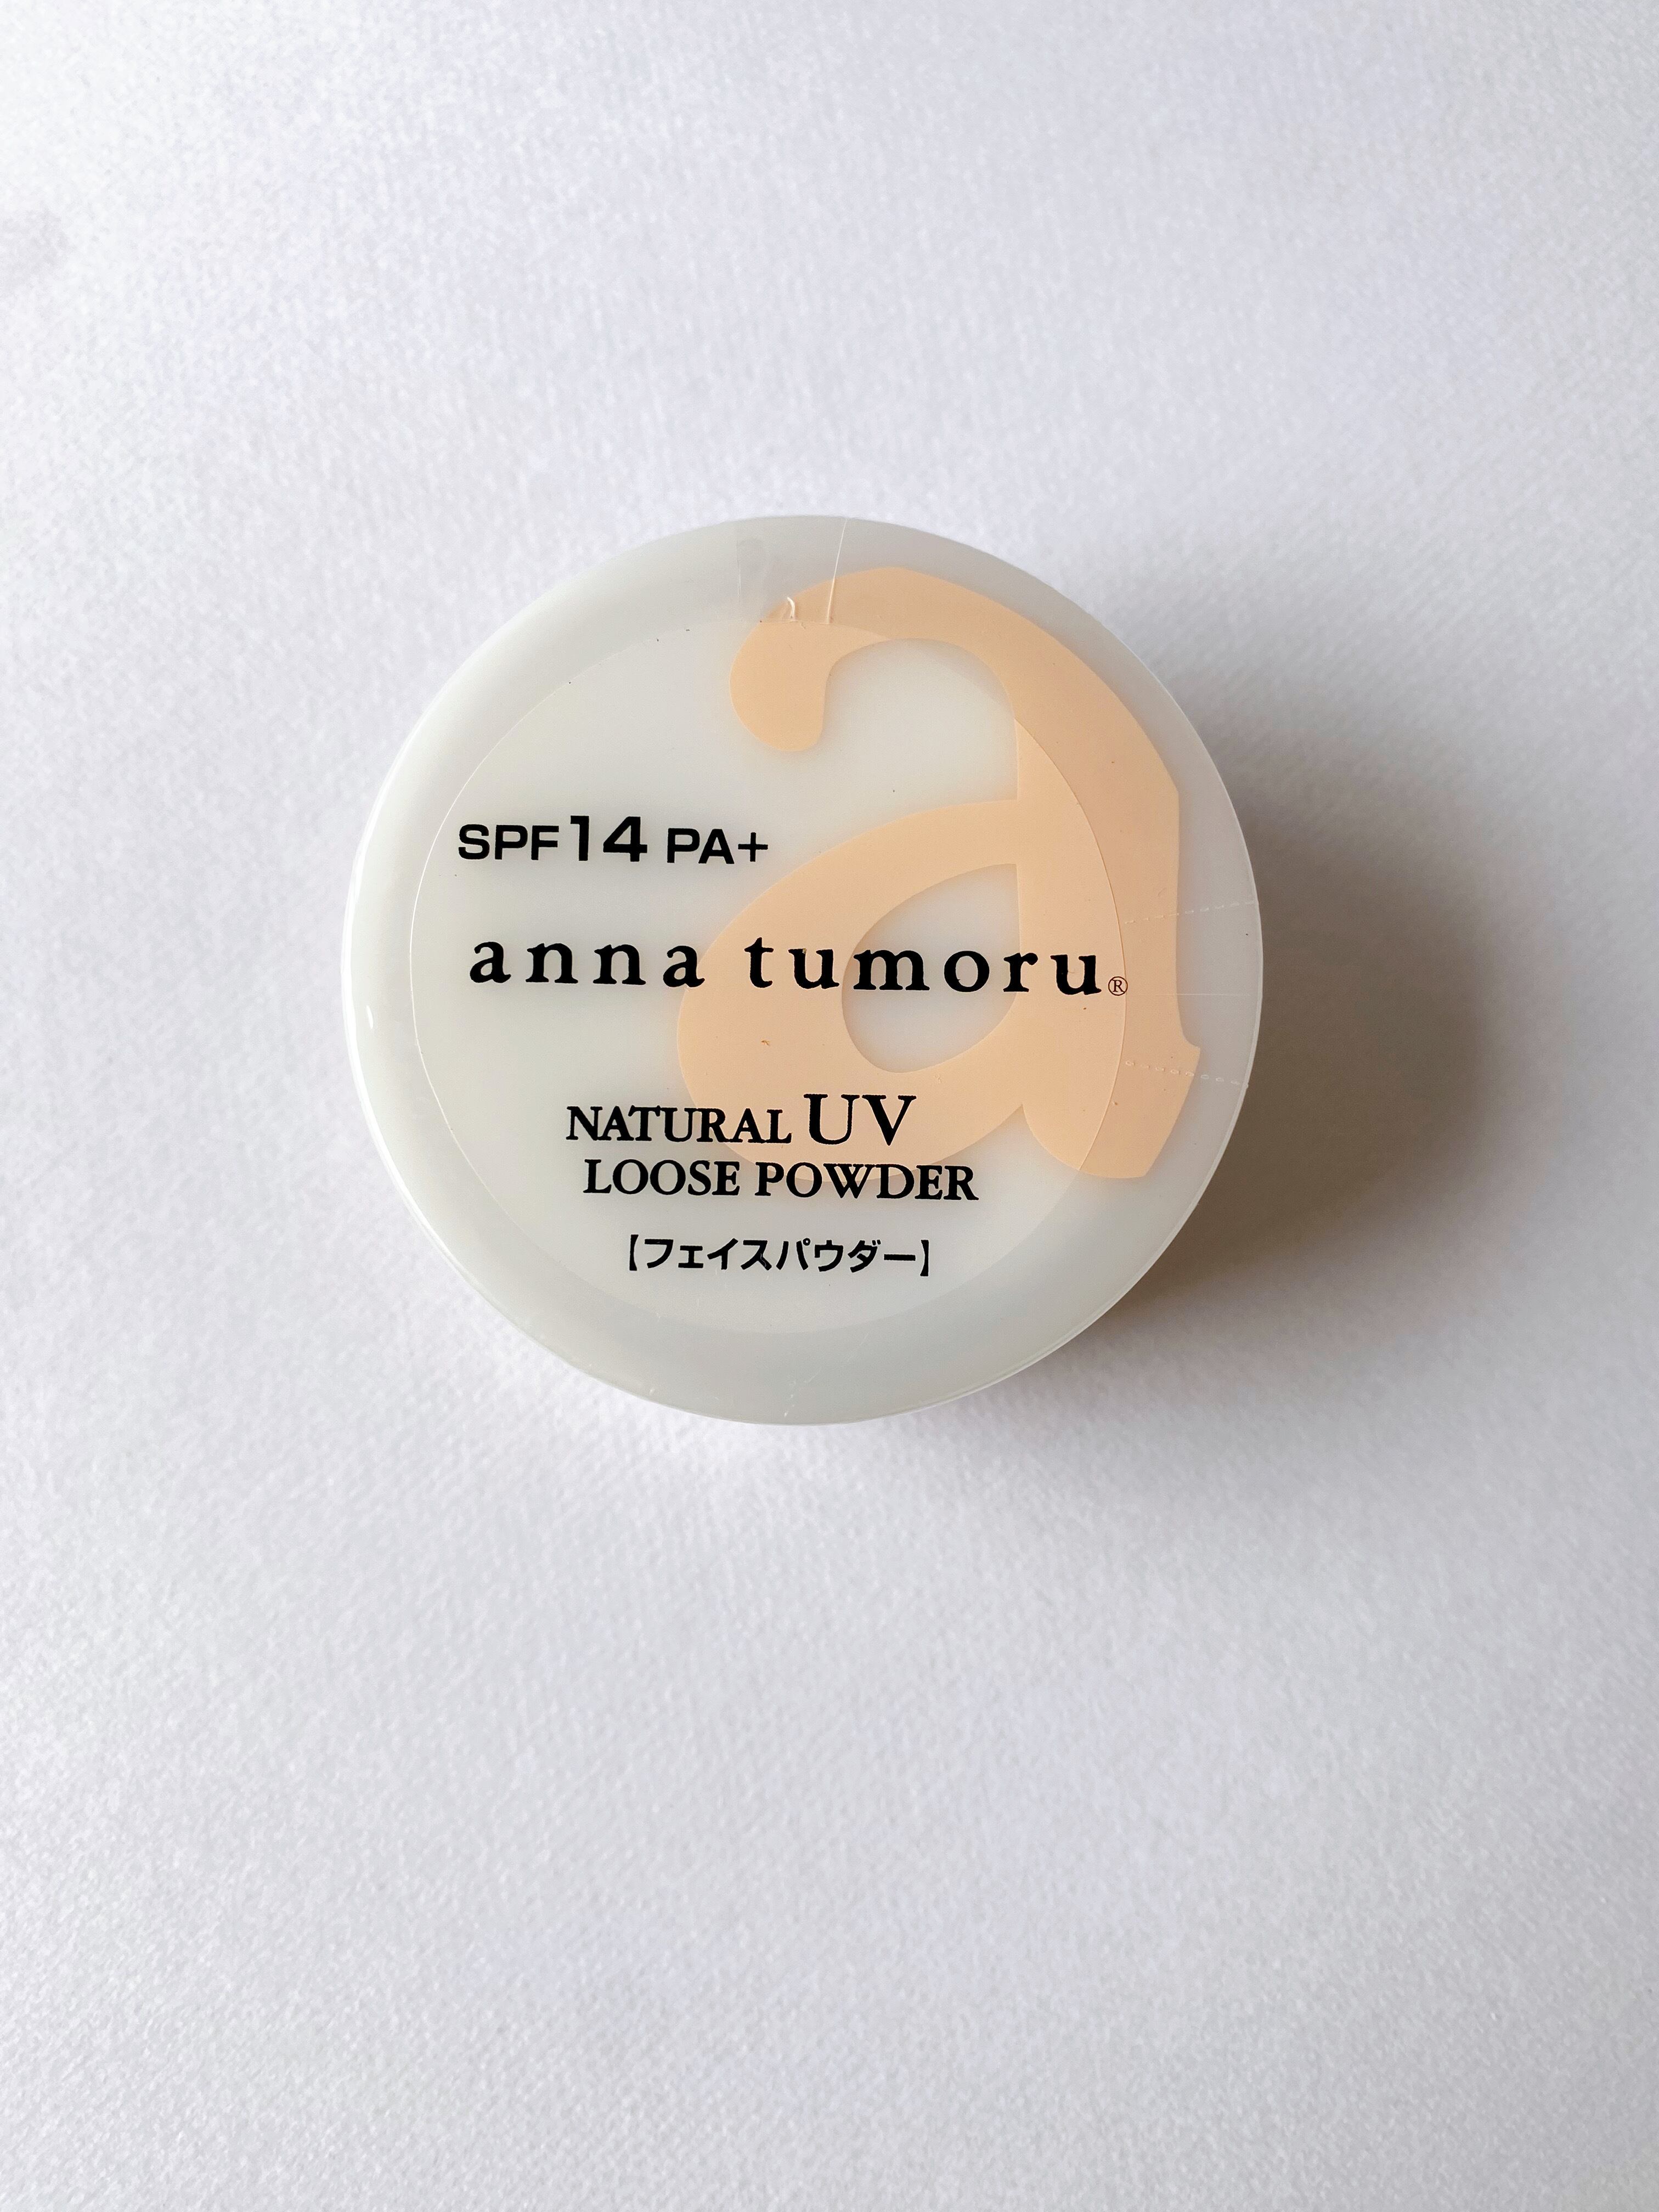 SPF14 PA+
anna tumoru®
NATURAL UV
LOOSE POWDER
【フェイスパウダー】